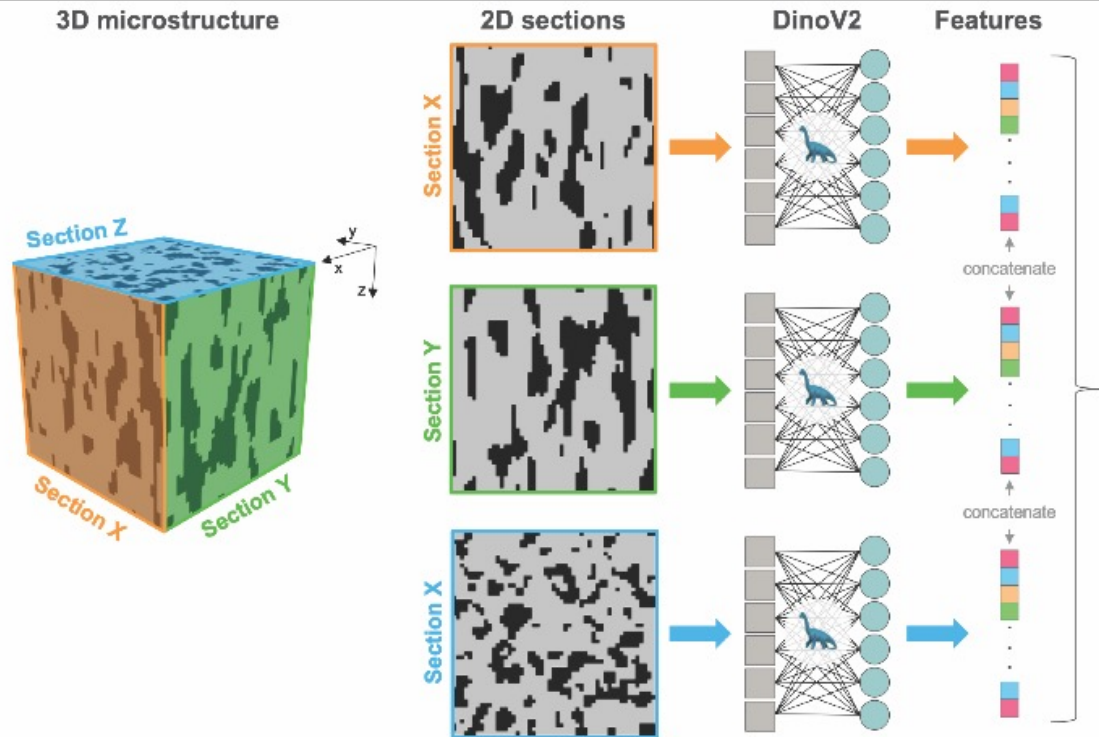 3D microstructure
2D sections
DinoV2
Features
Section X
Section Z
y
x
z
Section X
Section Y
Section Y
concatenate
concatenate
Section X